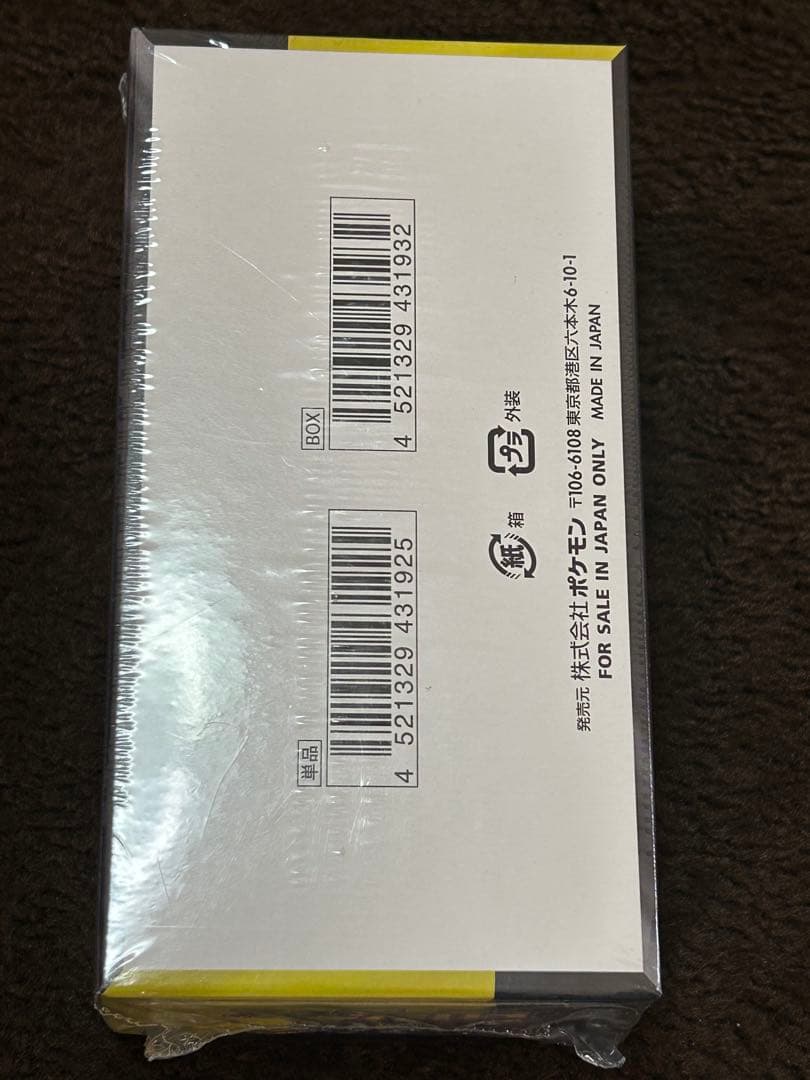 単品
4 521329 431925
BOX
4 521329 431932
紙 箱
プラ 外装
発売元 株式会社 ポケモン 〒106-6108 東京都港区六本木6-10-1
FOR SALE IN JAPAN ONLY MADE IN JAPAN